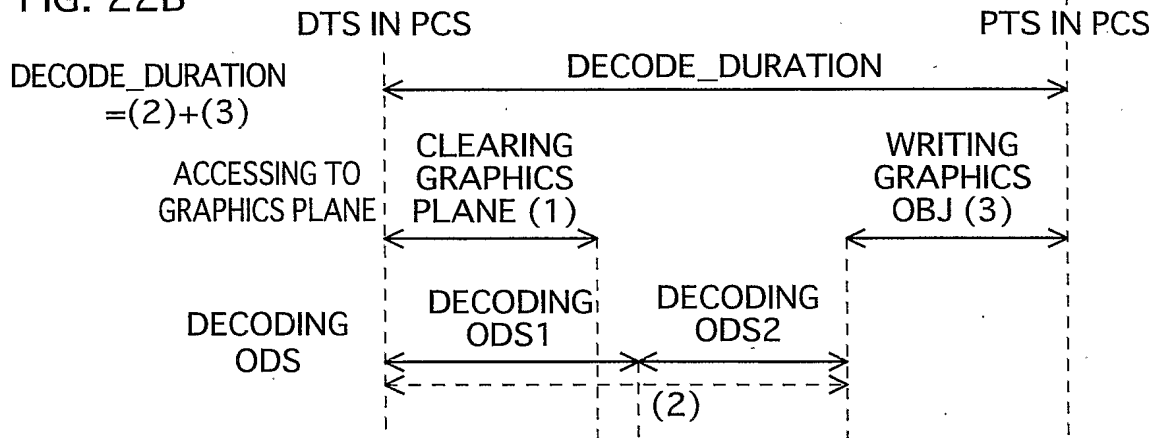 FIG. 22B
DTS IN PCS
PTS IN PCS
DECODE_DURATION
=(2)+(3)
DECODE_DURATION
ACCESSING TO
GRAPHICS PLANE
CLEARING
GRAPHICS
PLANE (1)
WRITING
GRAPHICS
OBJ (3)
DECODING
ODS
DECODING
ODS1
DECODING
ODS2
(2)